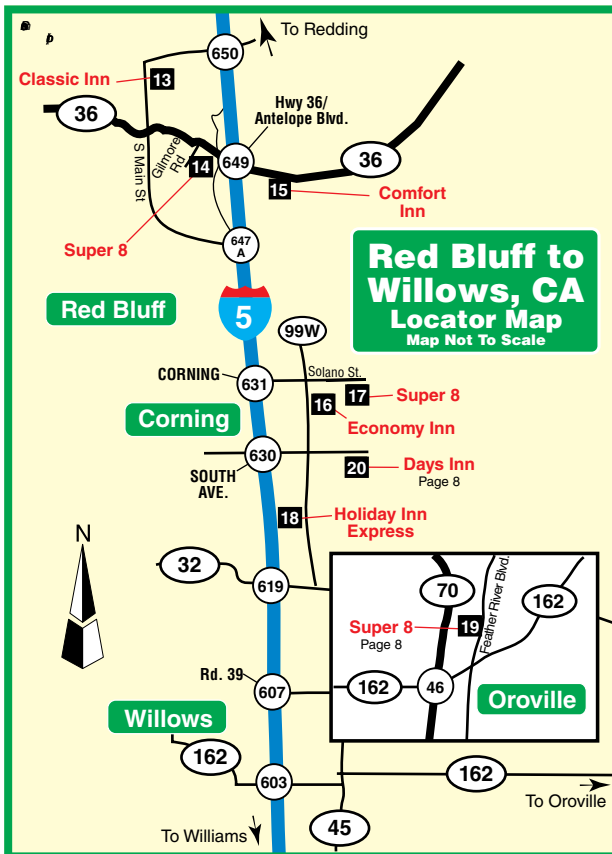 To Redding
650
Classic Inn
13
36
Hwy 36/
Antelope Blvd.
S Main St
Gilmore
Rd.
14
649
36
15
Comfort
Inn
Super 8
647
A
Red Bluff to
Willows, CA
Locator Map
Map Not To Scale
Red Bluff
5
99W
CORNING
631
Solano St.
17
Super 8
16
Economy Inn
Corning
630
SOUTH
AVE.
20
Days Inn
Page 8
18
Holiday Inn
Express
N
32
619
70
Feather River Blvd.
162
Super 8
Page 8
19
162
46
Oroville
Rd. 39
607
Willows
162
603
162
To Oroville
45
To Williams